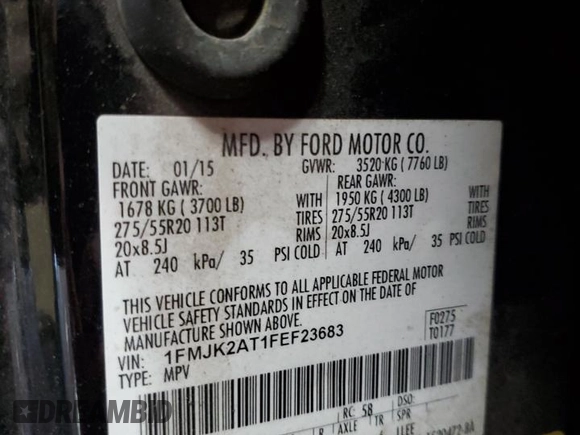 MFD. BY FORD MOTOR CO.
DATE: 01/15 GVWR: 3520 KG ( 7760 LB)
FRONT GAWR: REAR GAWR:
1678 KG ( 3700 LB) WITH 1950 KG ( 4300 LB) WITH
275/55R20 113T TIRES 275/55R20 113T TIRES
20x8.5J RIMS 20x8.5J RIMS
AT 240 kPa/ 35 PSI COLD AT 240 kPa/ 35 PSI COLD
THIS VEHICLE CONFORMS TO ALL APPLICABLE FEDERAL MOTOR
VEHICLE SAFETY STANDARDS IN EFFECT ON THE DATE OF
MANUFACTURE SHOWN ABOVE.
VIN: 1FMJK2AT1FEF23683
TYPE: MPV
F0275
T0177
RC: 58 DSO:
AXLE TR SPR
DREAMBID